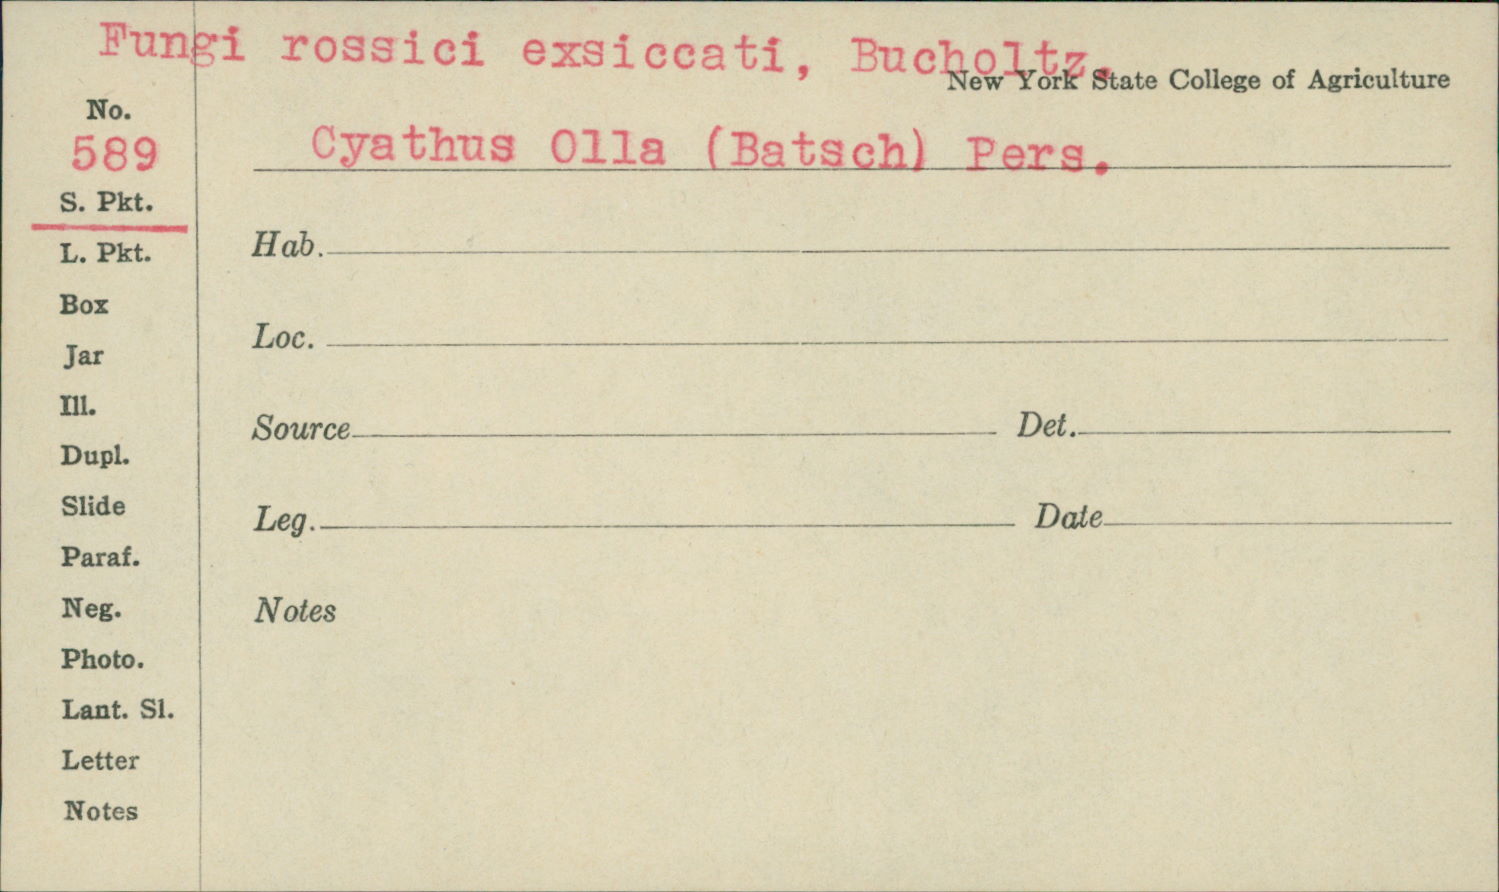 Fungi rossici exsiccati, Bucholtz.
New York State College of Agriculture
No.
589
Cyathus Olla (Batsch) Pers.
S. Pkt.
L. Pkt.
Box
Jar
Ill.
Dupl.
Slide
Paraf.
Neg.
Photo.
Lant. Sl.
Letter
Notes
Hab.
Loc.
Source Det.
Leg. Date
Notes